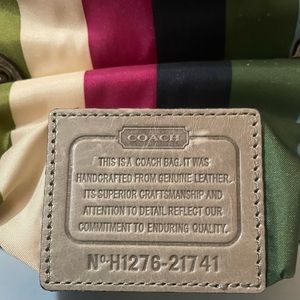 COACH
THIS IS A COACH BAG. IT WAS
HANDCRAFTED FROM GENUINE LEATHER.
ITS SUPERIOR CRAFTSMANSHIP AND
ATTENTION TO DETAIL REFLECT OUR
COMMITMENT TO ENDURING QUALITY.
Nº H1276-21741